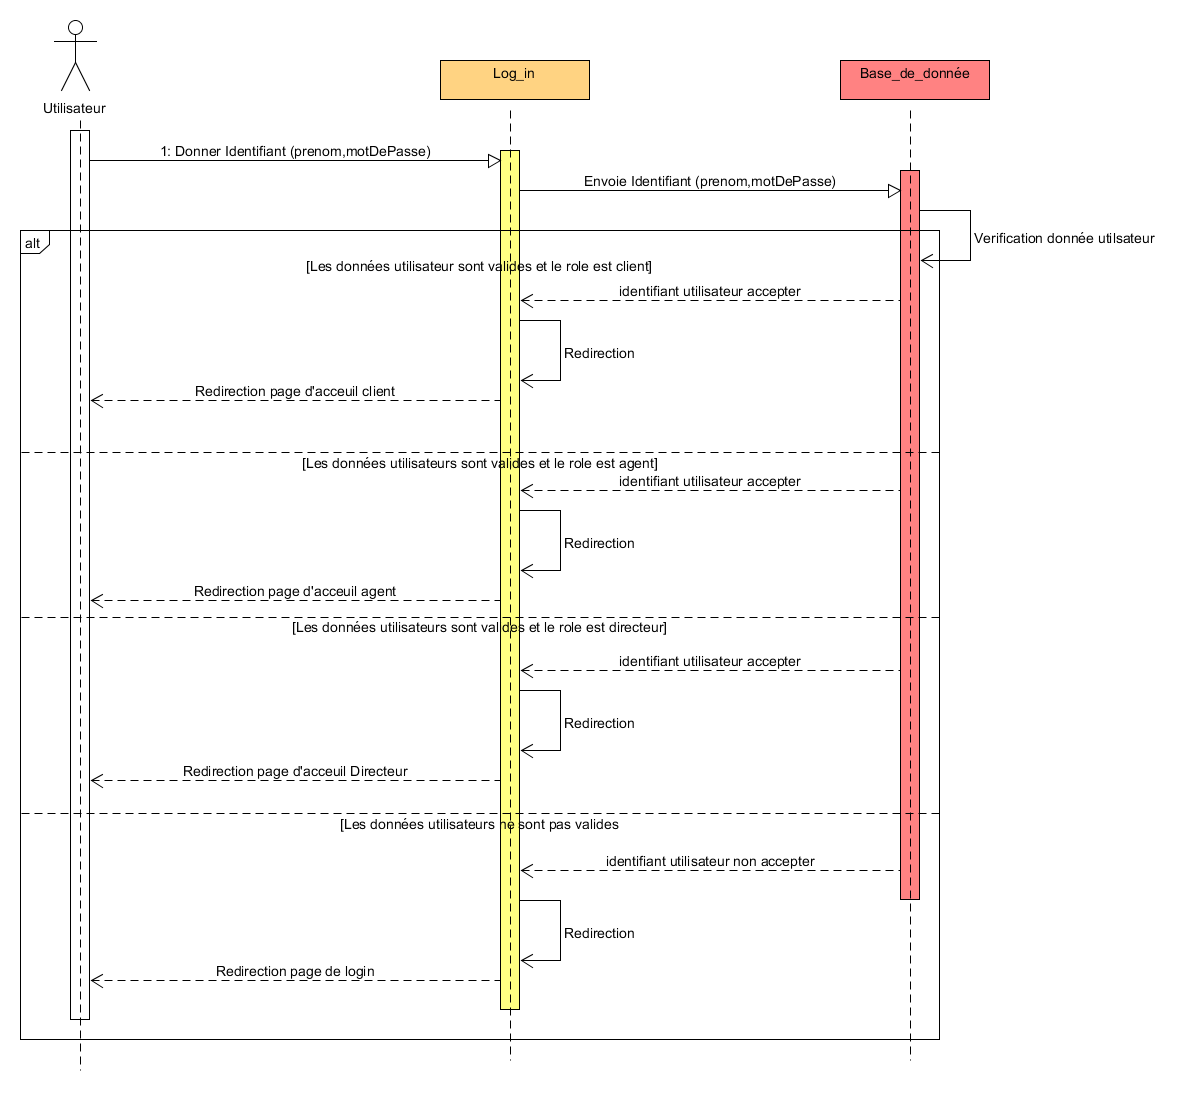 Utilisateur
Log_in
Base_de_donnée
1: Donner Identifiant (prenom,motDePasse)
Envoie Identifiant (prenom,motDePasse)
Verification donnée utilsateur
alt
[Les données utilisateur sont valides et le role est client]
identifiant utilisateur accepter
Redirection
Redirection page d'acceuil client
[Les données utilisateurs sont valides et le role est agent]
identifiant utilisateur accepter
Redirection
Redirection page d'acceuil agent
[Les données utilisateurs sont valides et le role est directeur]
identifiant utilisateur accepter
Redirection
Redirection page d'acceuil Directeur
[Les données utilisateurs ne sont pas valides
identifiant utilisateur non accepter
Redirection
Redirection page de login